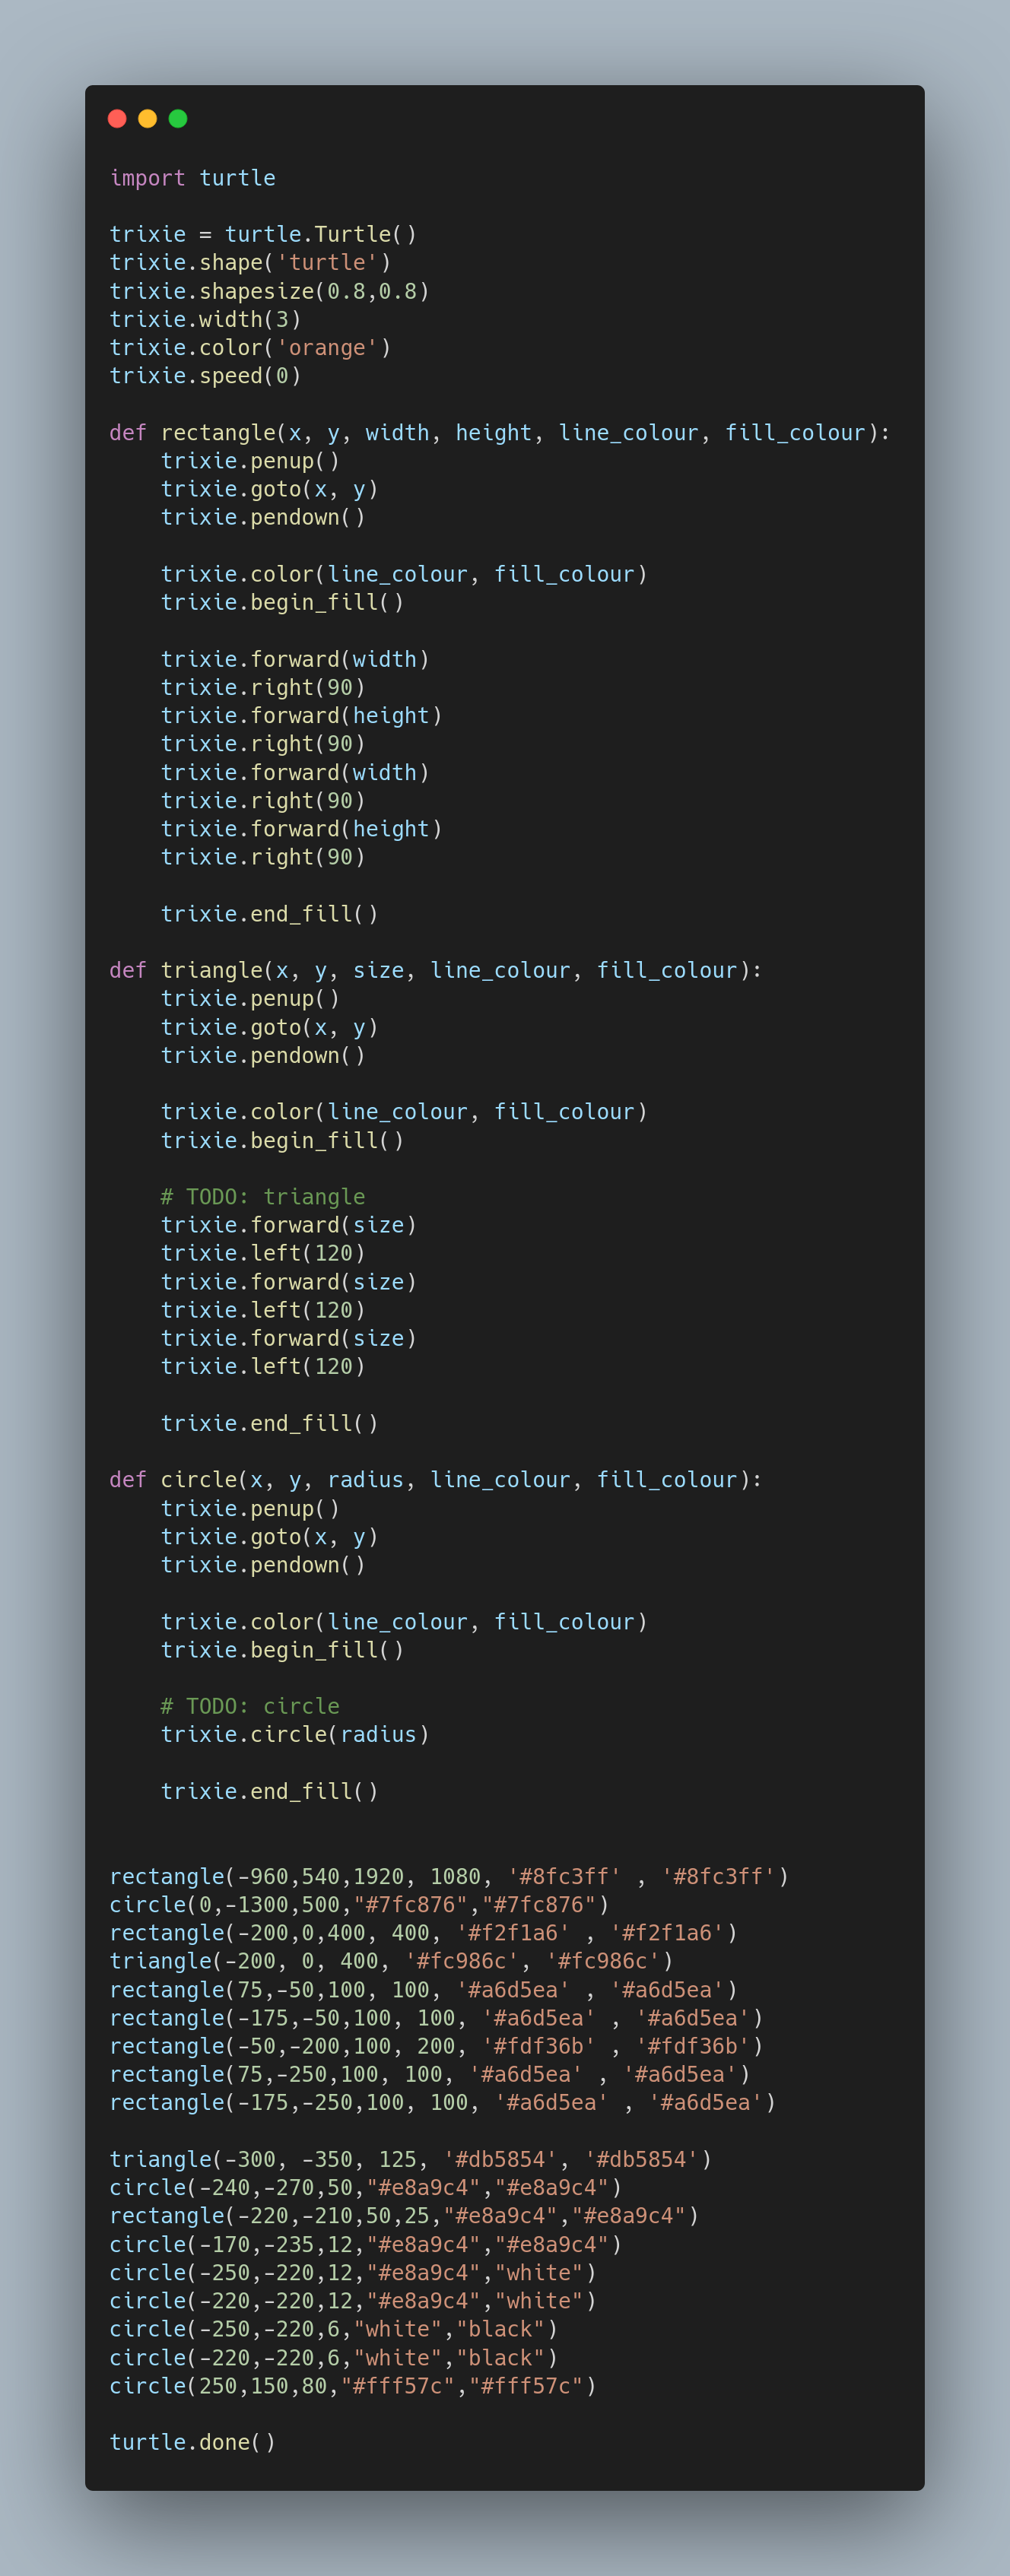 import turtle

trixie = turtle.Turtle()
trixie.shape('turtle')
trixie.shapesize(0.8,0.8)
trixie.width(3)
trixie.color('orange')
trixie.speed(0)

def rectangle(x, y, width, height, line_colour, fill_colour):
    trixie.penup()
    trixie.goto(x, y)
    trixie.pendown()

    trixie.color(line_colour, fill_colour)
    trixie.begin_fill()

    trixie.forward(width)
    trixie.right(90)
    trixie.forward(height)
    trixie.right(90)
    trixie.forward(width)
    trixie.right(90)
    trixie.forward(height)
    trixie.right(90)

    trixie.end_fill()

def triangle(x, y, size, line_colour, fill_colour):
    trixie.penup()
    trixie.goto(x, y)
    trixie.pendown()

    trixie.color(line_colour, fill_colour)
    trixie.begin_fill()

    # TODO: triangle
    trixie.forward(size)
    trixie.left(120)
    trixie.forward(size)
    trixie.left(120)
    trixie.forward(size)
    trixie.left(120)

    trixie.end_fill()

def circle(x, y, radius, line_colour, fill_colour):
    trixie.penup()
    trixie.goto(x, y)
    trixie.pendown()

    trixie.color(line_colour, fill_colour)
    trixie.begin_fill()

    # TODO: circle
    trixie.circle(radius)

    trixie.end_fill()


rectangle(-960,540,1920, 1080, '#8fc3ff' , '#8fc3ff')
circle(0,-1300,500,"#7fc876","#7fc876")
rectangle(-200,0,400, 400, '#f2f1a6' , '#f2f1a6')
triangle(-200, 0, 400, '#fc986c', '#fc986c')
rectangle(75,-50,100, 100, '#a6d5ea' , '#a6d5ea')
rectangle(-175,-50,100, 100, '#a6d5ea' , '#a6d5ea')
rectangle(-50,-200,100, 200, '#fdf36b' , '#fdf36b')
rectangle(75,-250,100, 100, '#a6d5ea' , '#a6d5ea')
rectangle(-175,-250,100, 100, '#a6d5ea' , '#a6d5ea')

triangle(-300, -350, 125, '#db5854', '#db5854')
circle(-240,-270,50,"#e8a9c4","#e8a9c4")
rectangle(-220,-210,50,25,"#e8a9c4","#e8a9c4")
circle(-170,-235,12,"#e8a9c4","#e8a9c4")
circle(-250,-220,12,"#e8a9c4","white")
circle(-220,-220,12,"#e8a9c4","white")
circle(-250,-220,6,"white","black")
circle(-220,-220,6,"white","black")
circle(250,150,80,"#fff57c","#fff57c")

turtle.done()